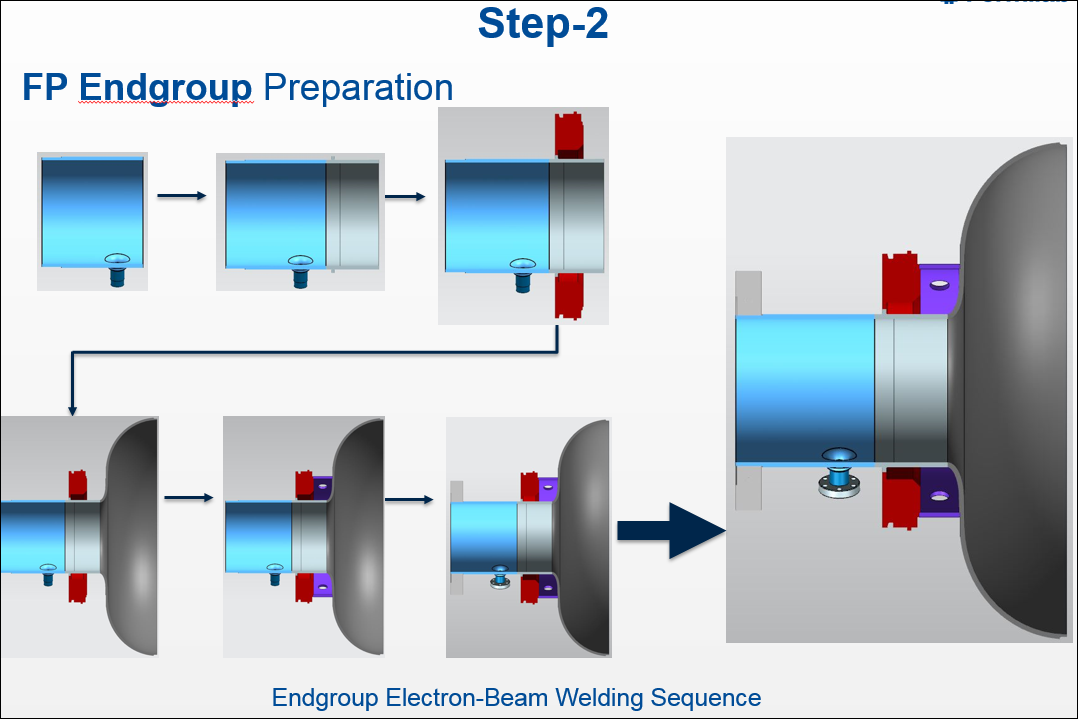 Step-2
FP Endgroup Preparation
Endgroup Electron-Beam Welding Sequence